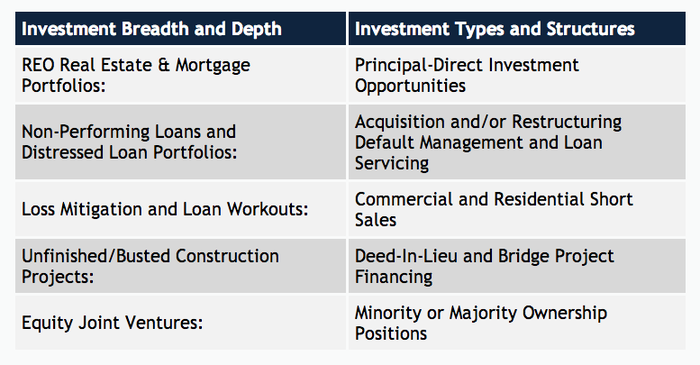 Investment Breadth and Depth
Investment Types and Structures
REO Real Estate & Mortgage
Portfolios:
Principal-Direct Investment
Opportunities
Non-Performing Loans and
Distressed Loan Portfolios:
Acquisition and/or Restructuring
Default Management and Loan
Servicing
Loss Mitigation and Loan Workouts:
Commercial and Residential Short
Sales
Unfinished/Busted Construction
Projects:
Deed-In-Lieu and Bridge Project
Financing
Equity Joint Ventures:
Minority or Majority Ownership
Positions